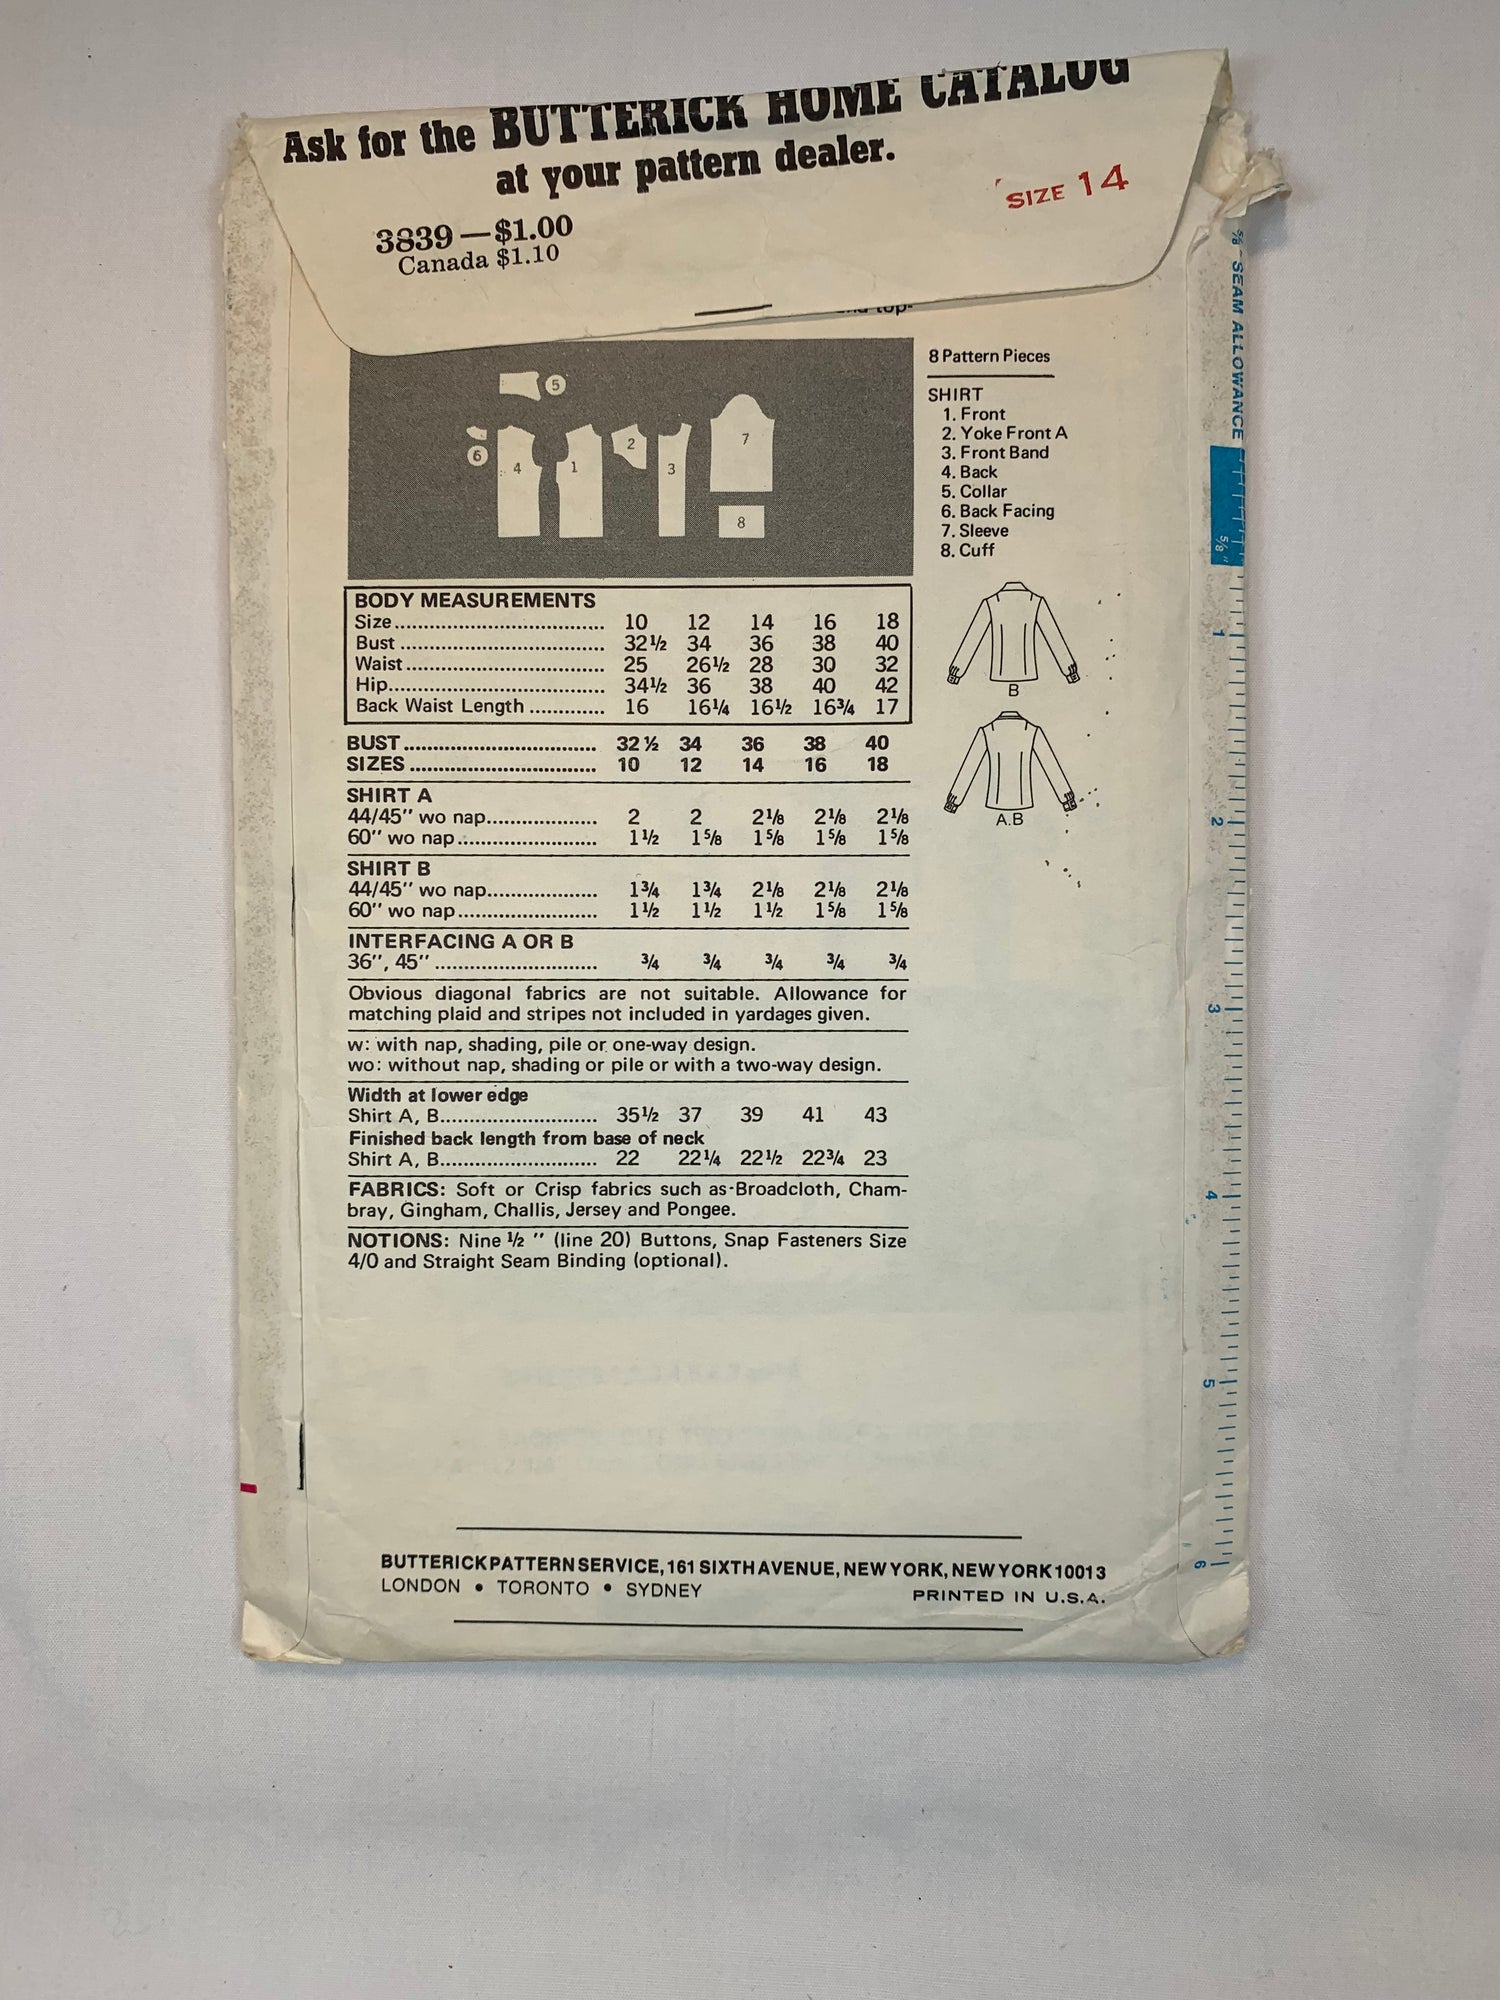 Ask for the BUTTERICK HOME CATALOG
at your pattern dealer.
SIZE 14
3839—$1.00
Canada $1.10
top-
8 Pattern Pieces
SHIRT
1. Front
2. Yoke Front A
3. Front Band
4. Back
5. Collar
6. Back Facing
7. Sleeve
8. Cuff
5
6
4
1
2
3
7
8
B
A.B
BODY MEASUREMENTS
Size 10 12 14 16 18
Bust 32½ 34 36 38 40
Waist 25 26½ 28 30 32
Hip 34½ 36 38 40 42
Back Waist Length 16 16¼ 16½ 16¾ 17
BUST 32½ 34 36 38 40
SIZES 10 12 14 16 18
SHIRT A
44/45" wo nap 2 2 2⅛ 2⅛ 2⅛
60" wo nap 1½ 1⅝ 1⅝ 1⅝ 1⅝
SHIRT B
44/45" wo nap 1¾ 1¾ 2⅛ 2⅛ 2⅛
60" wo nap 1½ 1½ 1½ 1⅝ 1⅝
INTERFACING A OR B
36", 45" ¾ ¾ ¾ ¾ ¾
Obvious diagonal fabrics are not suitable. Allowance for
matching plaid and stripes not included in yardages given.
w: with nap, shading, pile or one-way design.
wo: without nap, shading or pile or with a two-way design.
Width at lower edge
Shirt A, B 35½ 37 39 41 43
Finished back length from base of neck
Shirt A, B 22 22¼ 22½ 22¾ 23
FABRICS: Soft or Crisp fabrics such as Broadcloth, Cham-
bray, Gingham, Challis, Jersey and Pongee.
NOTIONS: Nine ½" (line 20) Buttons, Snap Fasteners Size
4/0 and Straight Seam Binding (optional).
BUTTERICK PATTERN SERVICE, 161 SIXTH AVENUE, NEW YORK, NEW YORK 10013
LONDON • TORONTO • SYDNEY PRINTED IN U.S.A.
⅝" SEAM ALLOWANCE
⅝"
1
2
3
4
5
6